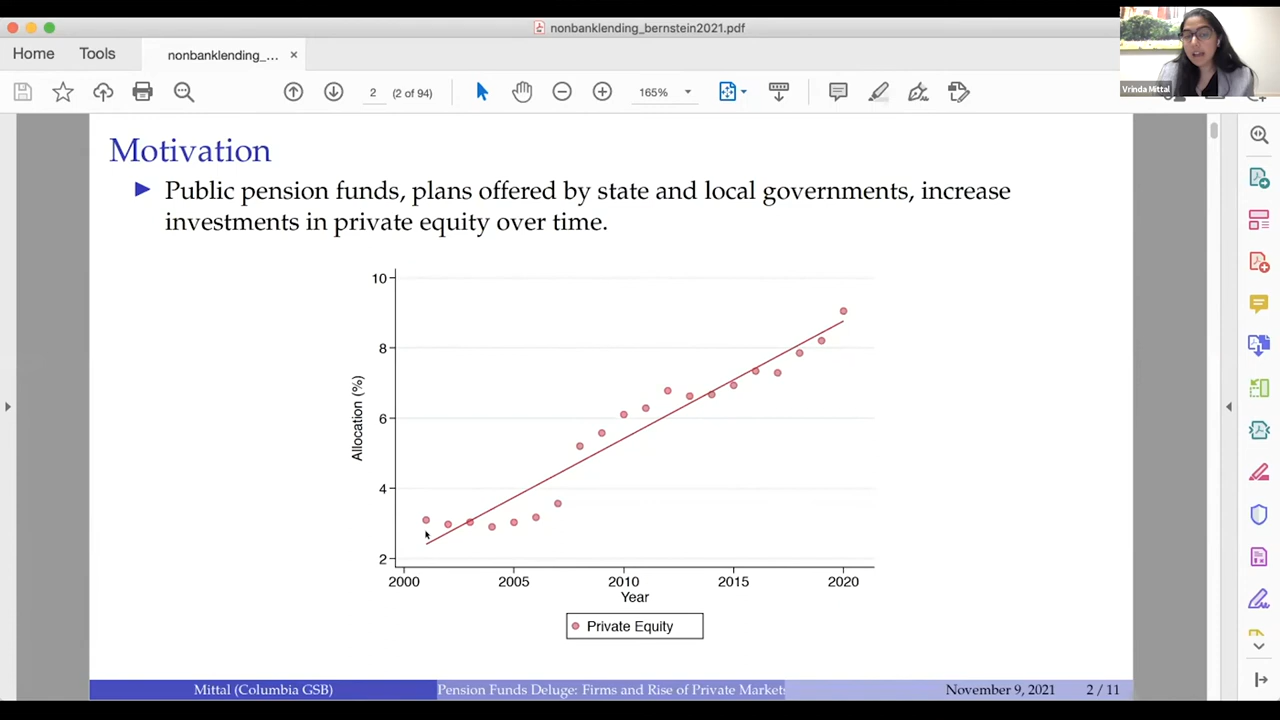 nonbanklending_bernstein2021.pdf
Home
Tools
nonbanklending_...
2
(2 of 94)
165%
Vrinda Mittal
Motivation
Public pension funds, plans offered by state and local governments, increase
investments in private equity over time.
10
8
6
4
2
Allocation (%)
2000
2005
2010
2015
2020
Year
Private Equity
Mittal (Columbia GSB)
Pension Funds Deluge: Firms and Rise of Private Markets
November 9, 2021
2 / 11